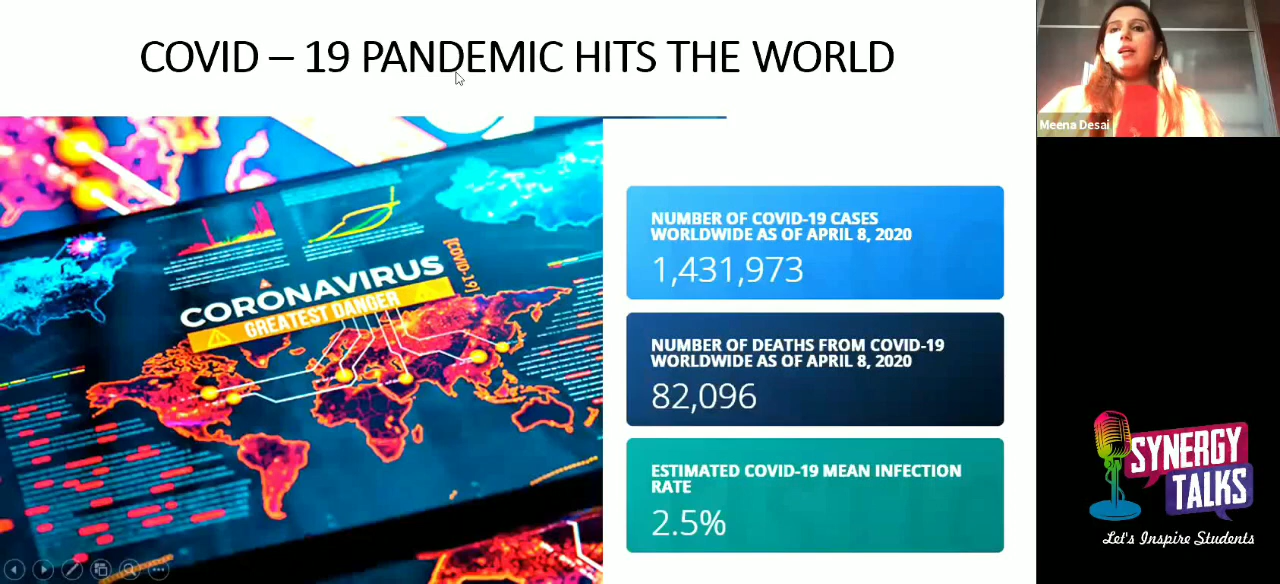 COVID – 19 PANDEMIC HITS THE WORLD
Meena Desai
CORONAVIRUS
[COVID-19]
GREATEST DANGER
NUMBER OF COVID-19 CASES
WORLDWIDE AS OF APRIL 8, 2020
1,431,973
NUMBER OF DEATHS FROM COVID-19
WORLDWIDE AS OF APRIL 8, 2020
82,096
ESTIMATED COVID-19 MEAN INFECTION
RATE
2.5%
SYNERGY
TALKS
Let's Inspire Students